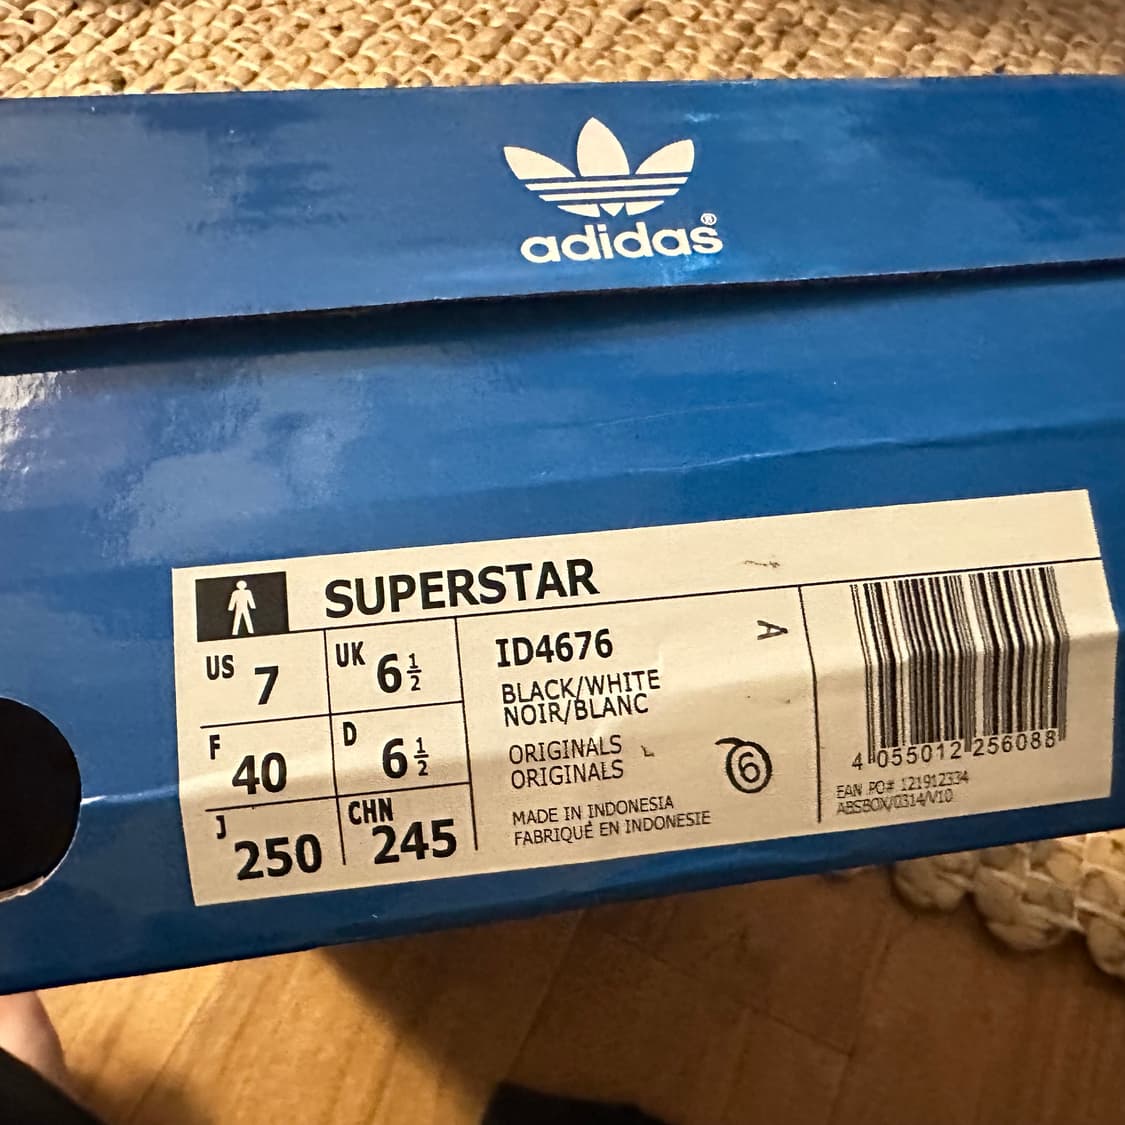 adidas®
SUPERSTAR
US 7 UK 6½
F 40 D 6½
J 250 CHN 245
ID4676
BLACK/WHITE
NOIR/BLANC
ORIGINALS
ORIGINALS
MADE IN INDONESIA
FABRIQUÉ EN INDONESIE
A
6
4 055012 256088
EAN PO# 121912334
ABSBOX/0314/V10